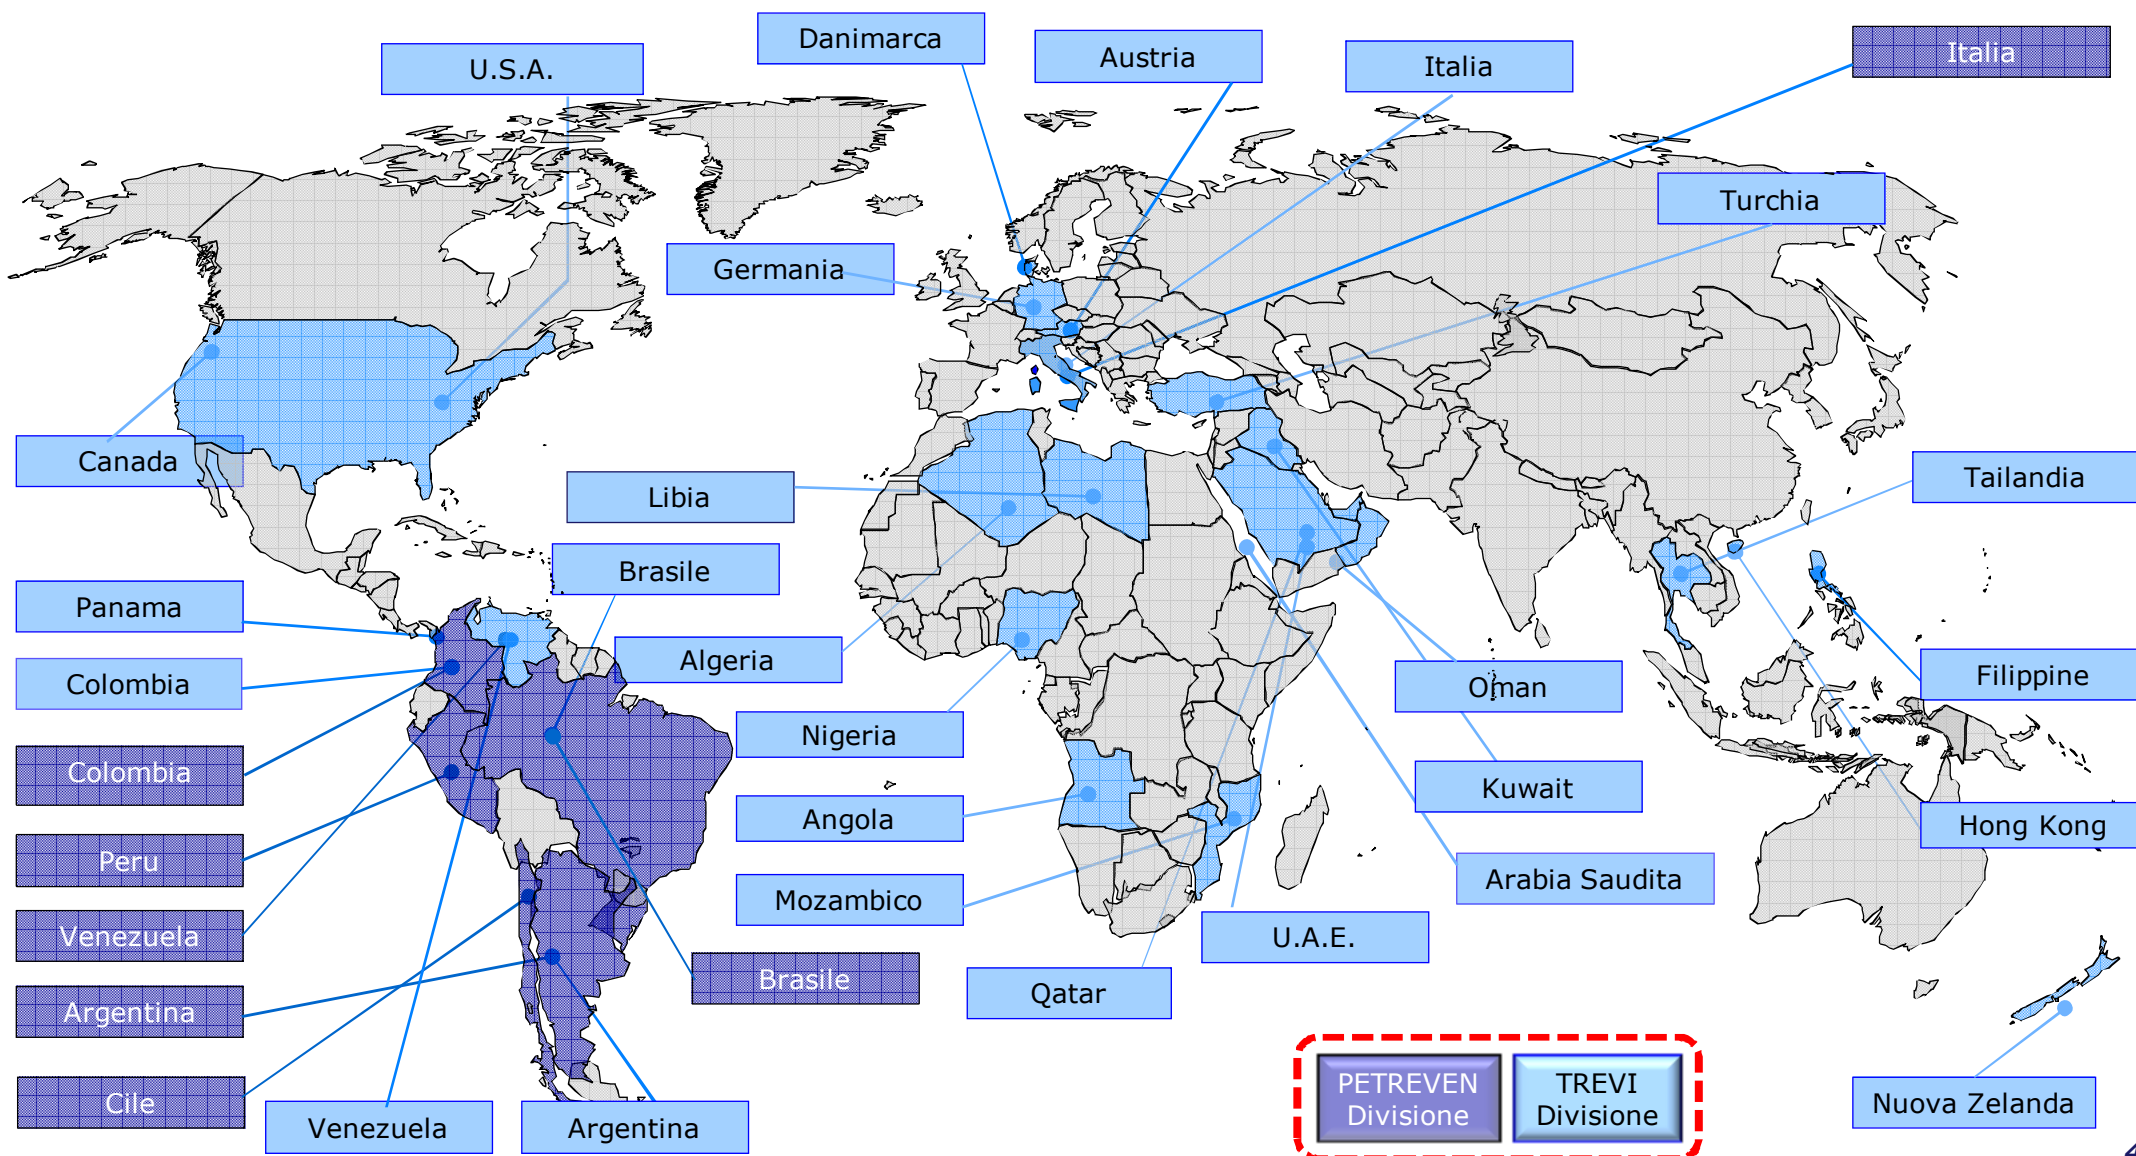 Danimarca
U.S.A.
Austria
Italia
Italia
Turchia
Germania
Canada
Libia
Tailandia
Brasile
Panama
Algeria
Colombia
Oman
Filippine
Nigeria
Colombia
Kuwait
Angola
Hong Kong
Peru
Arabia Saudita
Mozambico
Venezuela
U.A.E.
Brasile
Qatar
Argentina
PETREVEN
Divisione
TREVI
Divisione
Cile
Nuova Zelanda
Venezuela
Argentina